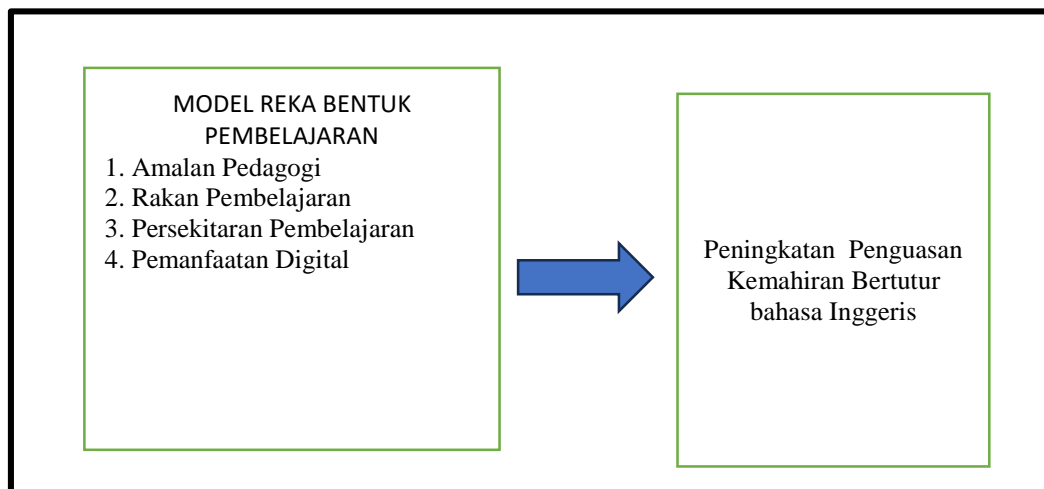 MODEL REKA BENTUK
PEMBELAJARAN
1. Amalan Pedagogi
2. Rakan Pembelajaran
3. Persekitaran Pembelajaran
4. Pemanfaatan Digital
Peningkatan Penguasan
Kemahiran Bertutur
bahasa Inggeris